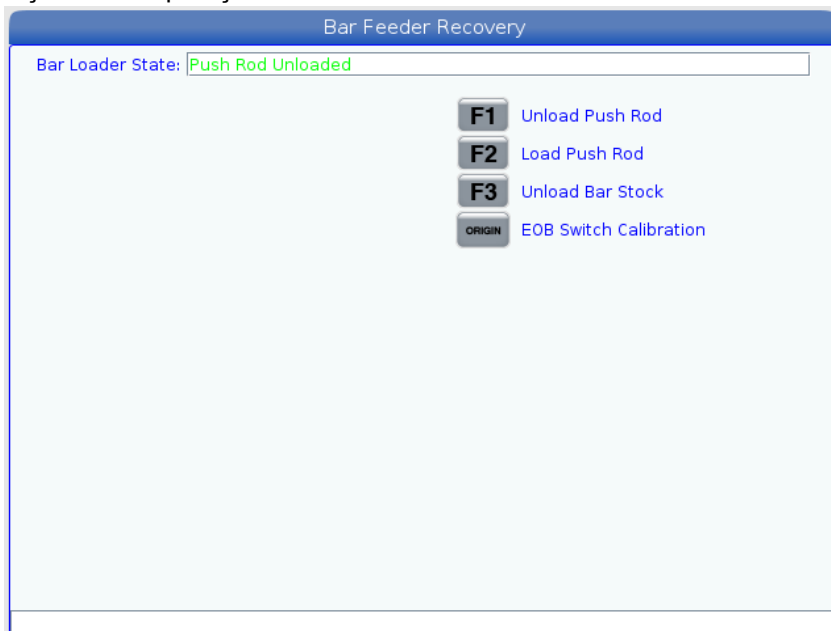 Bar Feeder Recovery
Bar Loader State: Push Rod Unloaded
F1 Unload Push Rod
F2 Load Push Rod
F3 Unload Bar Stock
ORIGIN EOB Switch Calibration